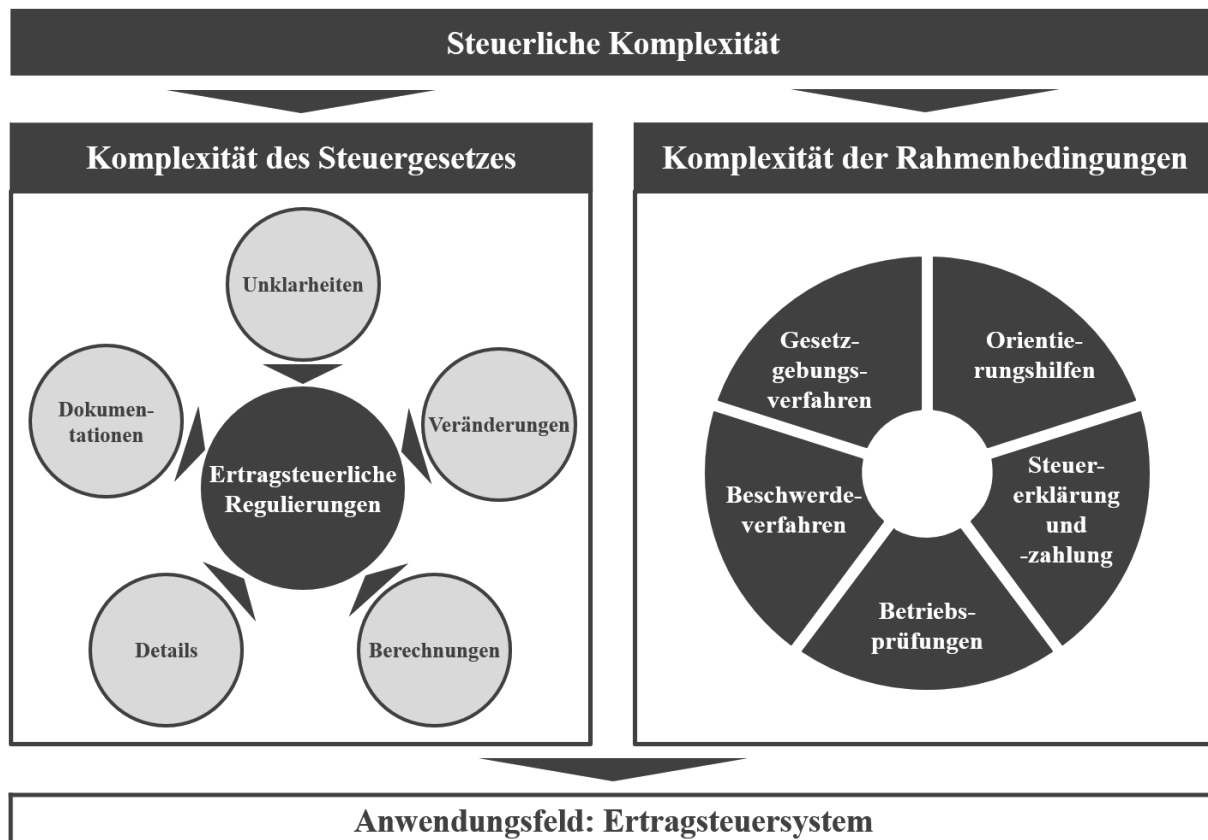 Steuerliche Komplexität
Komplexität des Steuergesetzes
Unklarheiten
Dokumen-
tationen
Veränderungen
Ertragsteuerliche
Regulierungen
Details
Berechnungen
Komplexität der Rahmenbedingungen
Gesetz-
gebungs-
verfahren
Orientie-
rungshilfen
Beschwerde-
verfahren
Steuer-
erklärung
und
-zahlung
Betriebs-
prüfungen
Anwendungsfeld: Ertragsteuersystem